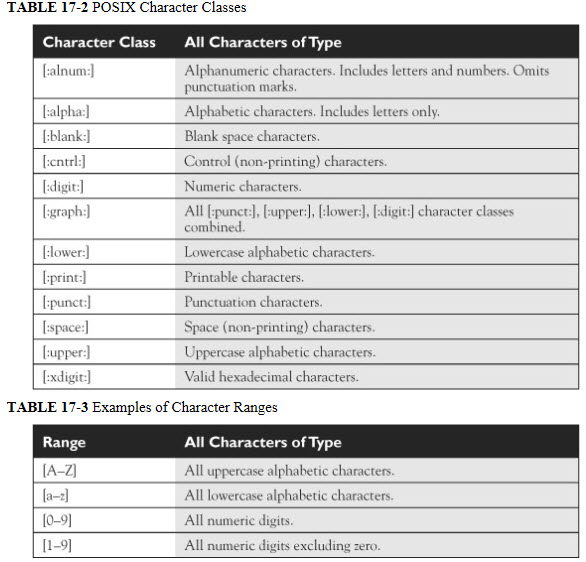 TABLE 17-2 POSIX Character Classes
Character Class All Characters of Type
[:alnum:] Alphanumeric characters. Includes letters and numbers. Omits
punctuation marks.
[:alpha:] Alphabetic characters. Includes letters only.
[:blank:] Blank space characters.
[:cntrl:] Control (non-printing) characters.
[:digit:] Numeric characters.
[:graph:] All [:punct:], [:upper:], [:lower:], [:digit:] character classes
combined.
[:lower:] Lowercase alphabetic characters.
[:print:] Printable characters.
[:punct:] Punctuation characters.
[:space:] Space (non-printing) characters.
[:upper:] Uppercase alphabetic characters.
[:xdigit:] Valid hexadecimal characters.
TABLE 17-3 Examples of Character Ranges
Range All Characters of Type
[A–Z] All uppercase alphabetic characters.
[a–z] All lowercase alphabetic characters.
[0–9] All numeric digits.
[1–9] All numeric digits excluding zero.